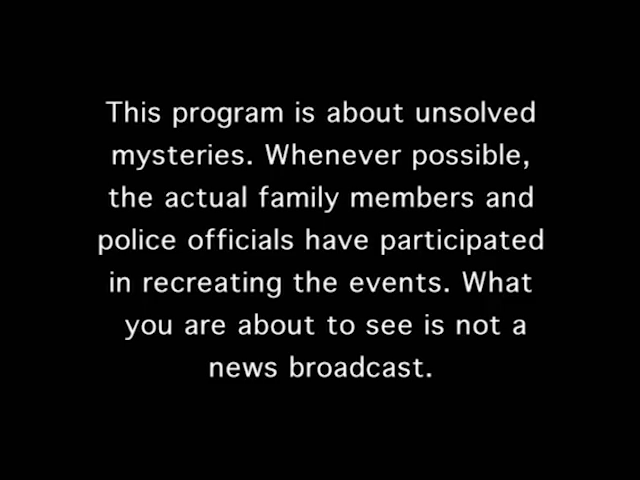 This program is about unsolved
mysteries. Whenever possible,
the actual family members and
police officials have participated
in recreating the events. What
you are about to see is not a
news broadcast.